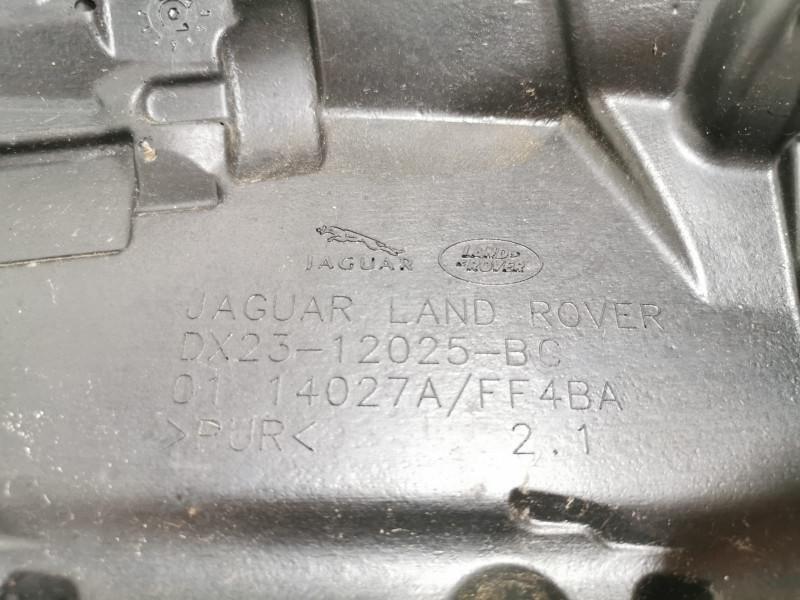 JAGUAR
LAND
ROVER
JAGUAR LAND ROVER
DX23-12025-BC
01 14027A/FF4BA
>PUR< 2.1